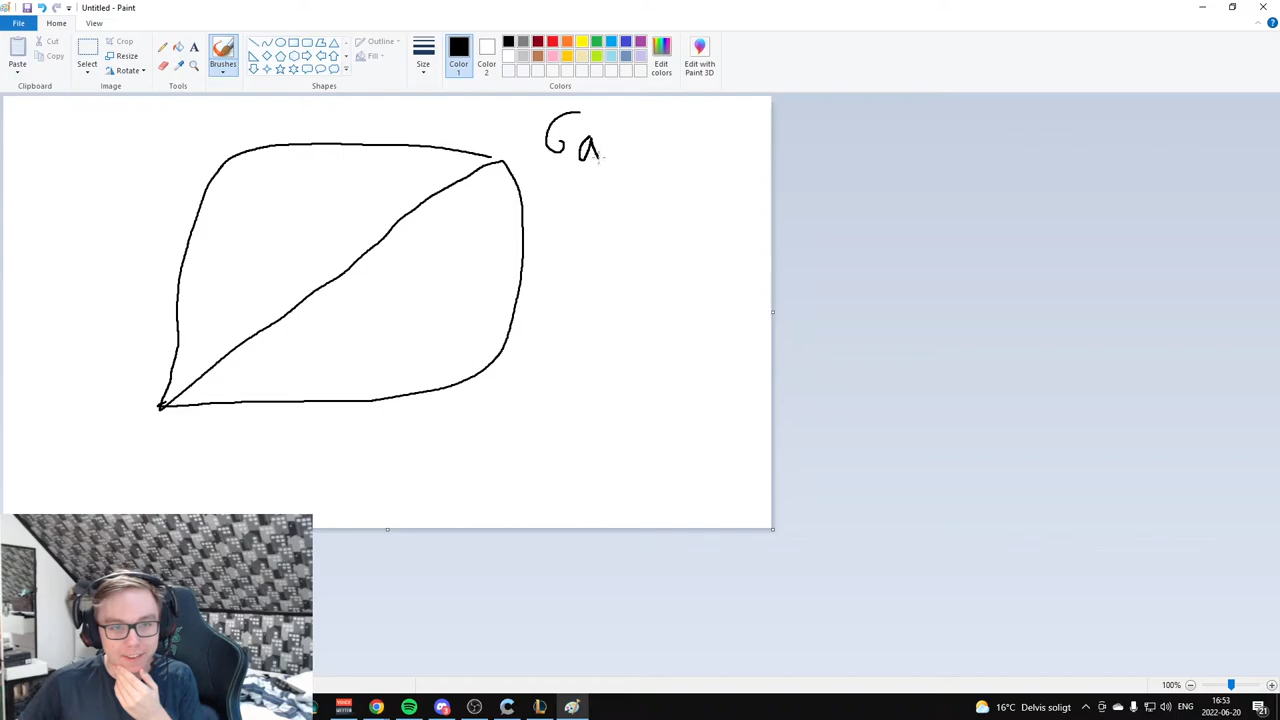 Untitled - Paint
File Home View
Paste
Cut
Copy
Clipboard
Select
Crop
Resize
Rotate
Image
Tools
Brushes
Shapes
Outline
Fill
Size
Color 1
Color 2
Colors
Edit colors
Edit with Paint 3D
Ga
100%
VOICE
16°C Delvis soligt
16:53
2022-06-20